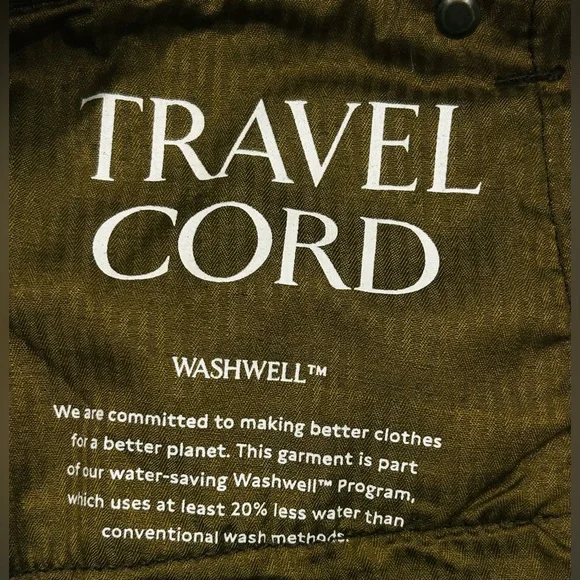 TRAVEL
CORD
WASHWELL™
We are committed to making better clothes
for a better planet. This garment is part
of our water-saving Washwell™ Program,
which uses at least 20% less water than
conventional wash methods.